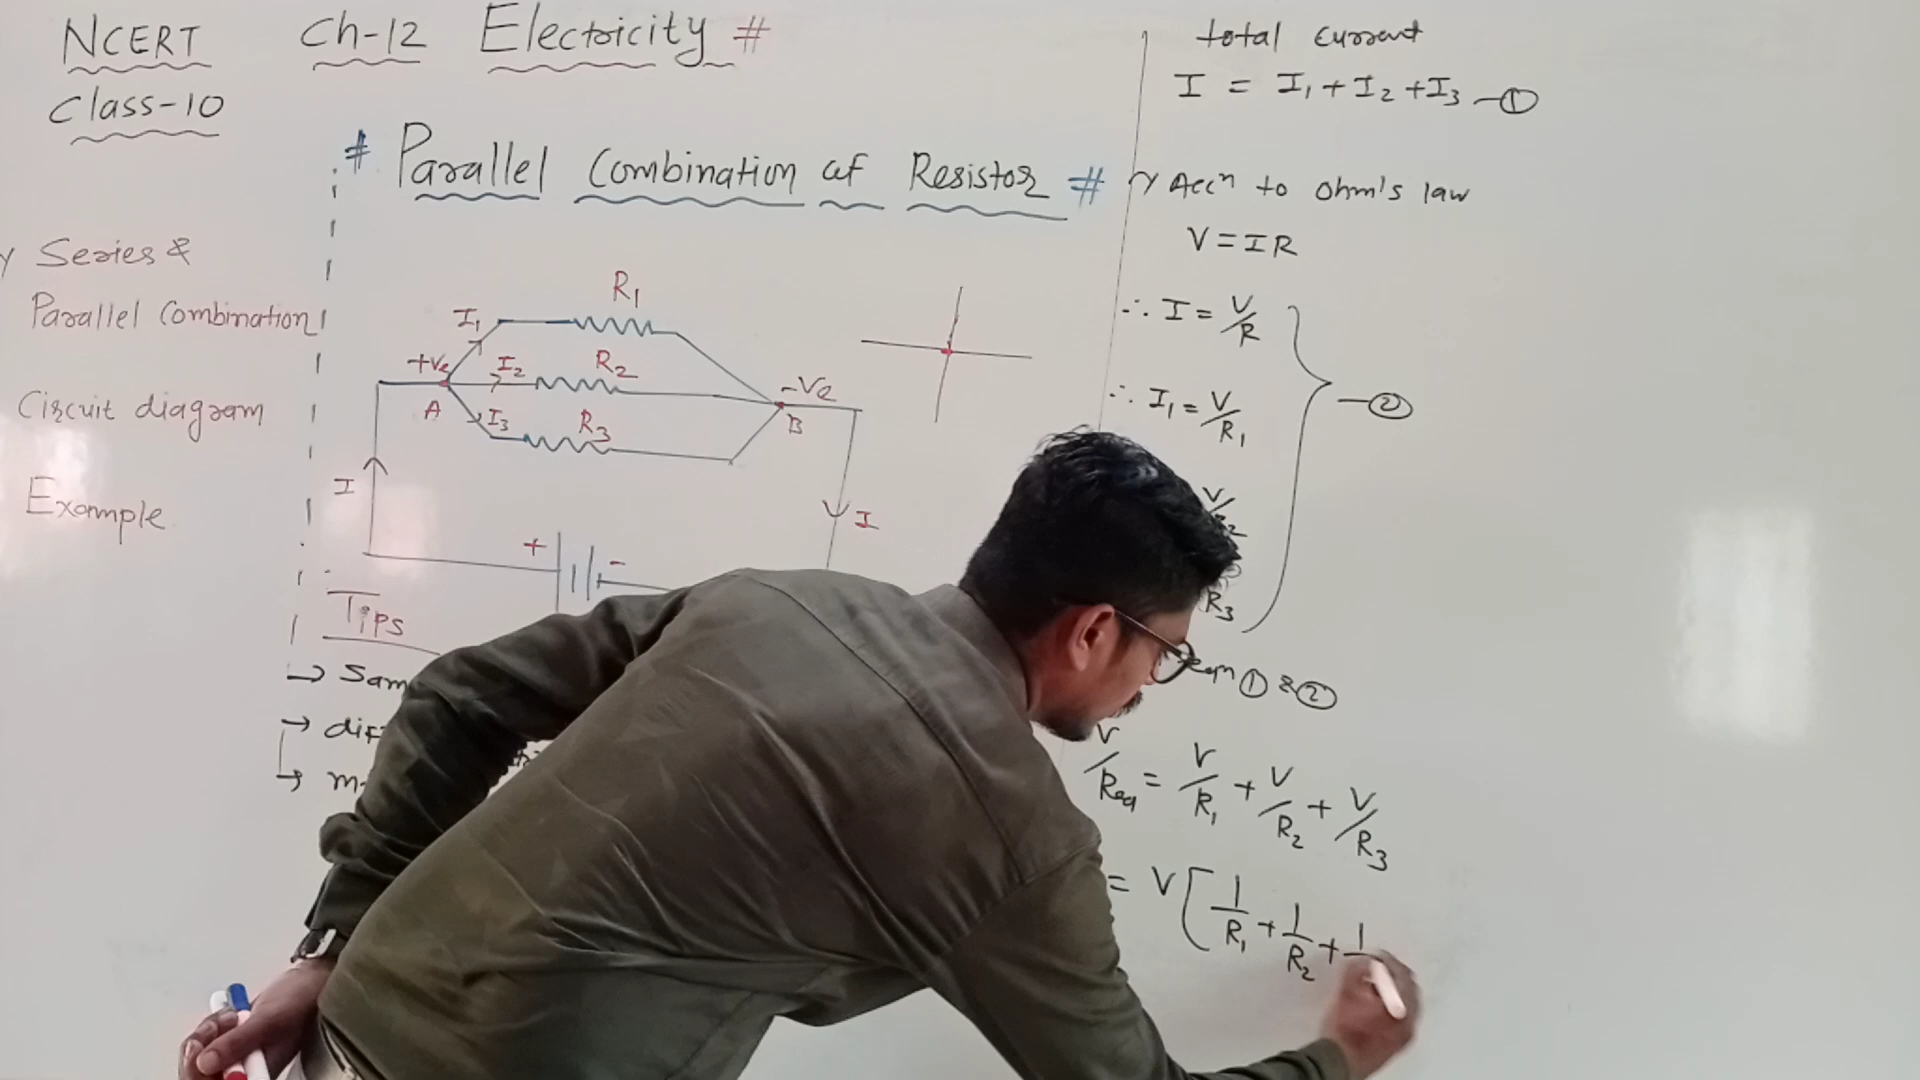 NCERT Ch-12 Electricity #
Class-10
# Parallel Combination of Resistor #
Series &
Parallel Combination
Circuit diagram
Example
R1
I1
+Ve
I2
R2
-Ve
A
I3
R3
B
I
I
+
-
Tips
→ Sam
→ dif
→ m
total current
I = I1 + I2 + I3 -①
Accn to Ohm's law
V = IR
∴ I = V/R
-②
∴ I1 = V/R1
V/R2
R3
eqn ① & ②
V/Req = V/R1 + V/R2 + V/R3
= V [1/R1 + 1/R2 + 1